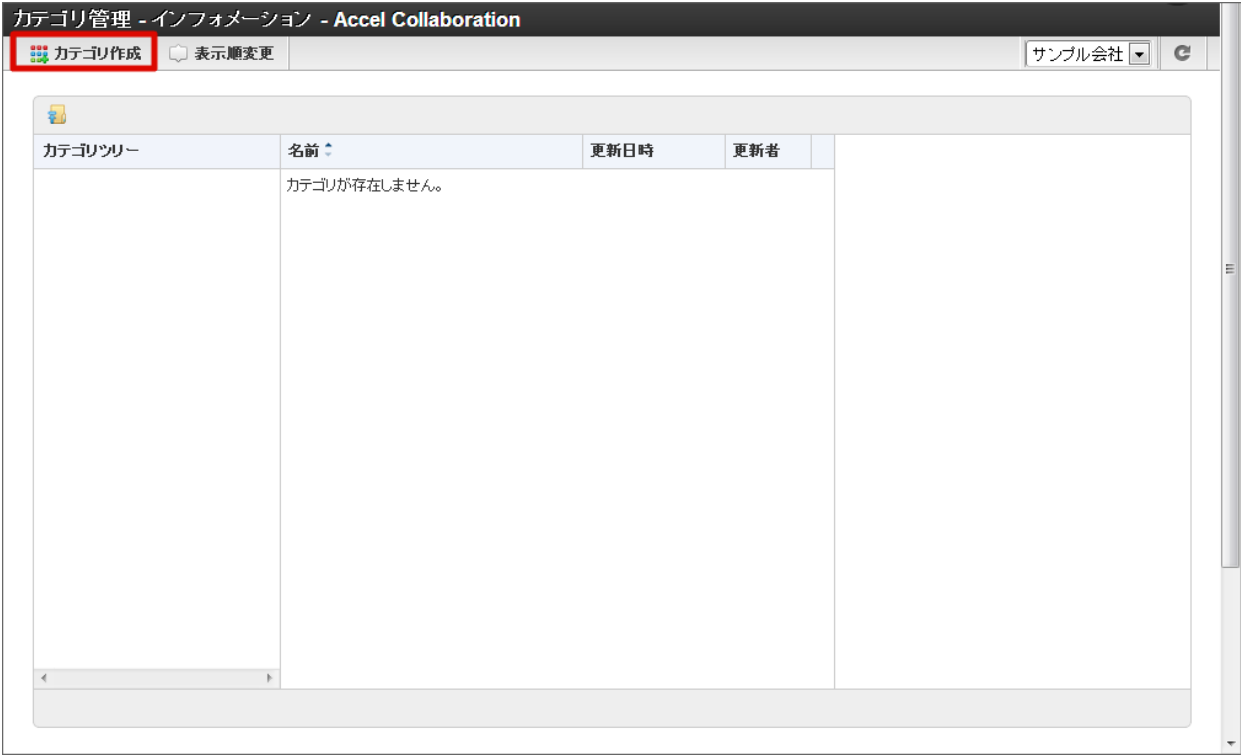 カテゴリ管理 - インフォメーション - Accel Collaboration
カテゴリ作成 表示順変更 サンプル会社
カテゴリツリー 名前 更新日時 更新者
カテゴリが存在しません。